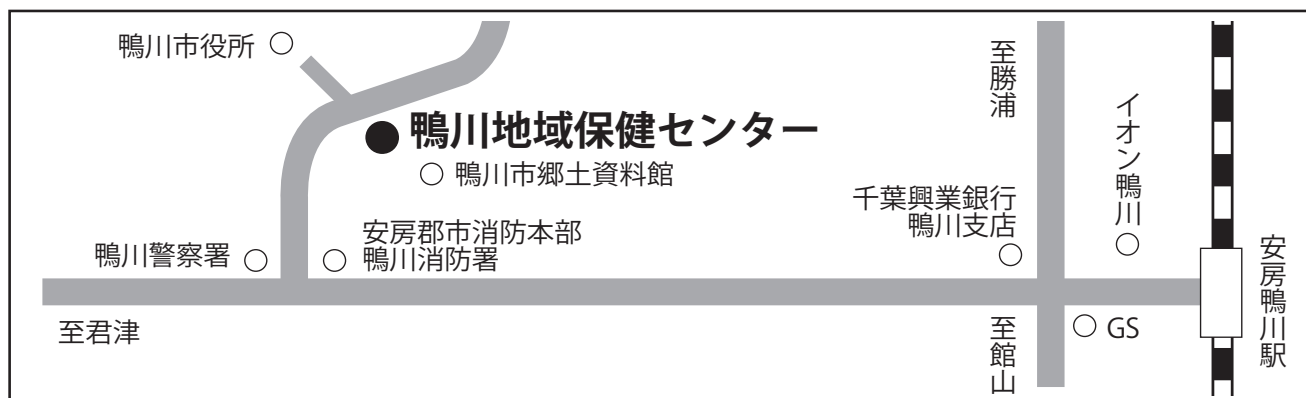 鴨川市役所
鴨川地域保健センター
鴨川市郷土資料館
安房郡市消防本部
鴨川消防署
鴨川警察署
至君津
至勝浦
千葉興業銀行
鴨川支店
イオン鴨川
至館山
GS
安房鴨川駅